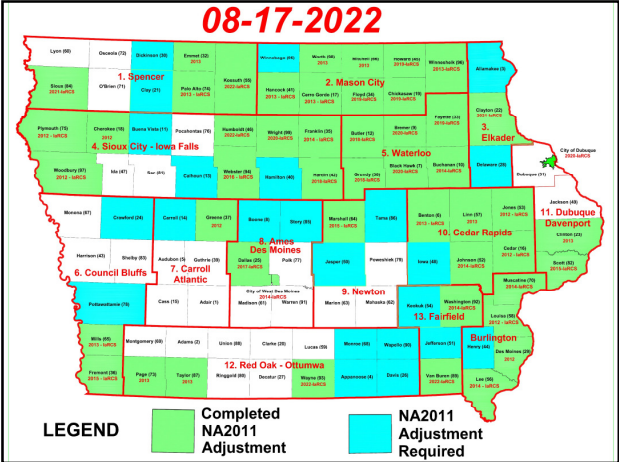 08-17-2022
Lyon (60)
Osceola (72)
Dickinson (30)
Emmet (32)
2013
Winnebago (95)
Worth (98)
2013
Mitchell (66)
2013
Howard (45)
2019-IaRCS
Winneshiek (96)
2013-IaRCS
Allamakee (3)
1. Spencer
2. Mason City
Sioux (84)
2021-IaRCS
O'Brien (71)
Clay (21)
Palo Alto (74)
2013 - IaRCS
Kossuth (55)
2022-IaRCS
Hancock (41)
2013 - IaRCS
Cerro Gordo (17)
2013 - IaRCS
Floyd (34)
2019-IaRCS
Chickasaw (19)
2019-IaRCS
Fayette (33)
Clayton (22)
2021-IaRCS
3.
Elkader
Plymouth (75)
2012 - IaRCS
Cherokee (18)
2012
Buena Vista (11)
Pocahontas (76)
Humboldt (46)
2022-IaRCS
Wright (99)
2020-IaRCS
Franklin (35)
2014 - IaRCS
Butler (12)
2019-IaRCS
Bremer (9)
2020-IaRCS
4. Sioux City - Iowa Falls
5. Waterloo
City of Dubuque
2020-IaRCS
Woodbury (97)
2012 - IaRCS
Ida (47)
Sac (81)
Calhoun (13)
Webster (94)
2016 - IaRCS
Hamilton (40)
Hardin (42)
2018-IaRCS
Grundy (38)
2018-IaRCS
Black Hawk (7)
2020-IaRCS
Buchanan (10)
2014-IaRCS
Delaware (28)
Dubuque (31)
Monona (67)
Crawford (24)
Carroll (14)
Greene (37)
2012
Boone (8)
Story (85)
Marshall (64)
2015 - IaRCS
Tama (86)
Benton (6)
2013 - IaRCS
Linn (57)
2013
Jones (53)
2012 - IaRCS
Jackson (49)
11. Dubuque
Davenport
8. Ames
Des Moines
10. Cedar Rapids
Clinton (23)
2013
Harrison (43)
Shelby (83)
Audubon (5)
Guthrie (39)
Dallas (25)
2017-IaRCS
Polk (77)
Jasper (50)
Poweshiek (79)
Iowa (48)
Johnson (52)
2014-IaRCS
Cedar (16)
2012-IaRCS
Scott (82)
2015-IaRCS
6. Council Bluffs
7. Carroll
Atlantic
City of West Des Moines
2014-IaRCS
9. Newton
Muscatine (70)
2013 - IaRCS
Pottawattamie (78)
Cass (15)
Adair (1)
Madison (61)
Warren (91)
Marion (63)
Mahaska (62)
Keokuk (54)
Washington (92)
2014-IaRCS
13. Fairfield
Louisa (58)
2012 - IaRCS
Mills (65)
2013 - IaRCS
Montgomery (69)
Adams (2)
Union (88)
Clarke (20)
Lucas (59)
Monroe (68)
Wapello (90)
Jefferson (51)
Burlington
Henry (44)
Des Moines (29)
2012
12. Red Oak - Ottumwa
Fremont (36)
2015 - IaRCS
Page (73)
2013
Taylor (87)
2013
Ringgold (80)
Decatur (27)
Wayne (93)
2022-IaRCS
Appanoose (4)
Davis (26)
Van Buren (89)
2022-IaRCS
Lee (56)
2014 - IaRCS
LEGEND
Completed
NA2011
Adjustment
NA2011
Adjustment
Required